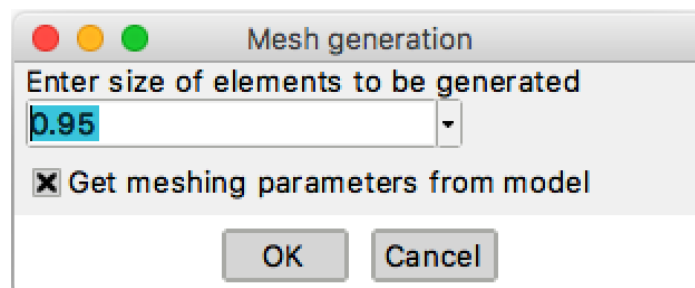 Mesh generation
Enter size of elements to be generated
0.95
Get meshing parameters from model
OK Cancel